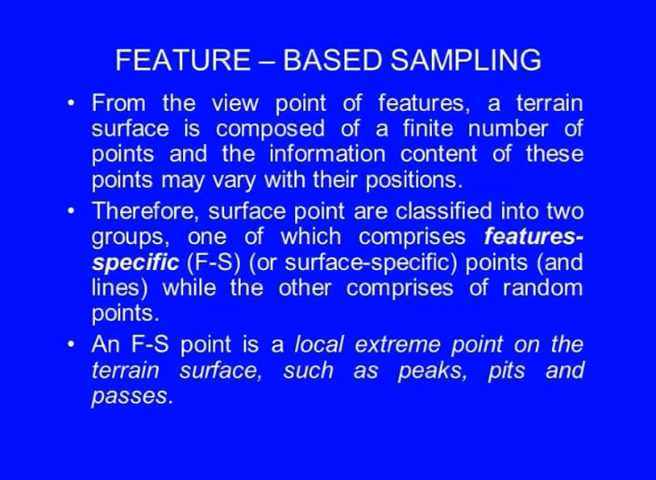 FEATURE – BASED SAMPLING
• From the view point of features, a terrain
surface is composed of a finite number of
points and the information content of these
points may vary with their positions.
• Therefore, surface point are classified into two
groups, one of which comprises features-
specific (F-S) (or surface-specific) points (and
lines) while the other comprises of random
points.
• An F-S point is a local extreme point on the
terrain surface, such as peaks, pits and
passes.